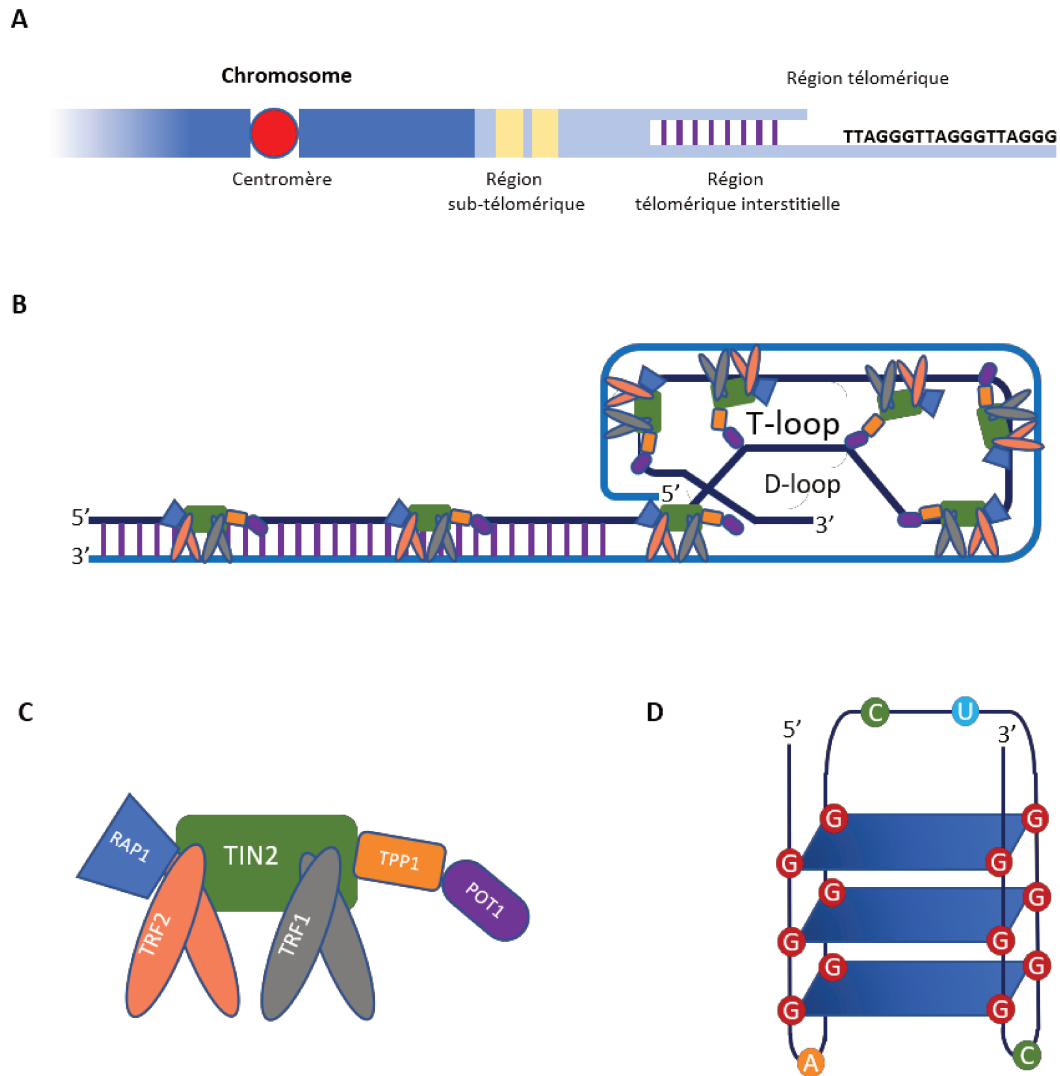 A
Chromosome
Région télomérique
TTAGGGTTAGGGTTAGGG
Centromère
Région
sub-télomérique
Région
télomérique interstitielle
B
T-loop
5’
D-loop
5’
3’
3’
C
D
RAP1
TIN2
TPP1
POT1
TRF2
TRF1
C
U
5’
3’
G
G
G
G
G
G
G
G
G
G
G
G
A
C